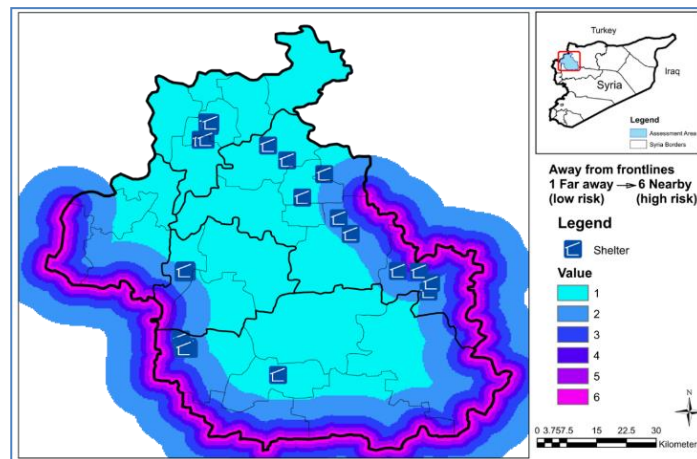 Turkey
Syria
Iraq
Legend
Assessment Area
Syria Borders
Away from frontlines
1 Far away → 6 Nearby
(low risk) (high risk)
Legend
Shelter
Value
1
2
3
4
5
6
N
0 3.757.5 15 22.5 30
Kilometer